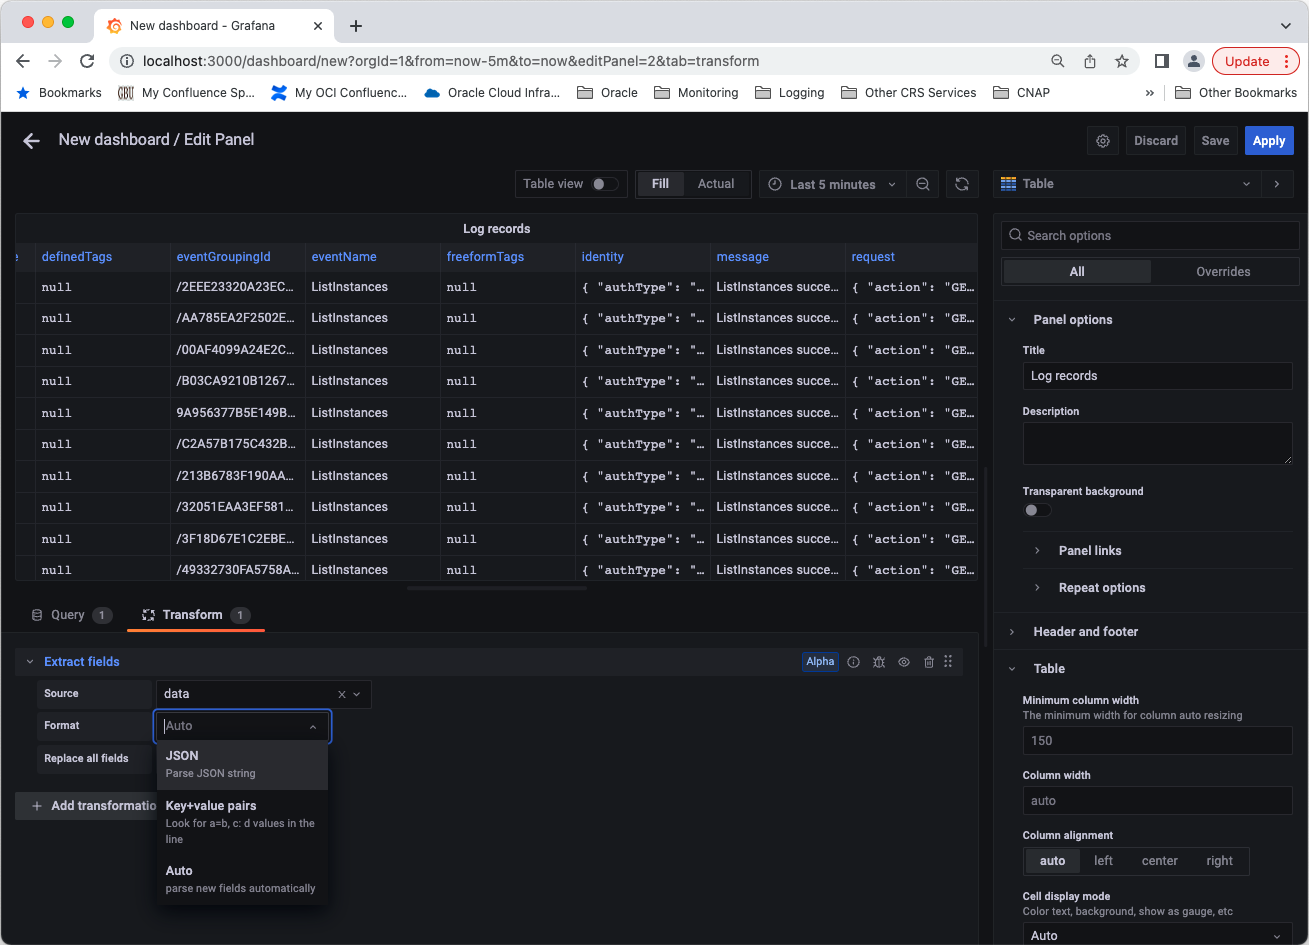 New dashboard - Grafana
localhost:3000/dashboard/new?orgId=1&from=now-5m&to=now&editPanel=2&tab=transform
Update
Bookmarks My Confluence Sp... My OCI Confluenc... Oracle Cloud Infra... Oracle Monitoring Logging Other CRS Services CNAP » Other Bookmarks
New dashboard / Edit Panel
Discard Save Apply
Table view Fill Actual Last 5 minutes Table
Log records
e definedTags eventGroupingId eventName freeformTags identity message request
null /2EEE23320A23EC... ListInstances null { "authType": "... ListInstances succe... { "action": "GE...
null /AA785EA2F2502E... ListInstances null { "authType": "... ListInstances succe... { "action": "GE...
null /00AF4099A24E2C... ListInstances null { "authType": "... ListInstances succe... { "action": "GE...
null /B03CA9210B1267... ListInstances null { "authType": "... ListInstances succe... { "action": "GE...
null 9A956377B5E149B... ListInstances null { "authType": "... ListInstances succe... { "action": "GE...
null /C2A57B175C432B... ListInstances null { "authType": "... ListInstances succe... { "action": "GE...
null /213B6783F190AA... ListInstances null { "authType": "... ListInstances succe... { "action": "GE...
null /32051EAA3EF581... ListInstances null { "authType": "... ListInstances succe... { "action": "GE...
null /3F18D67E1C2EBE... ListInstances null { "authType": "... ListInstances succe... { "action": "GE...
null /49332730FA5758A... ListInstances null { "authType": "... ListInstances succe... { "action": "GE...
Query 1 Transform 1
Extract fields Alpha
Source data
Format Auto
Replace all fields
JSON
Parse JSON string
Key+value pairs
Look for a=b, c: d values in the
line
Auto
parse new fields automatically
+ Add transformatio
Search options
All Overrides
Panel options
Title
Log records
Description
Transparent background
Panel links
Repeat options
Header and footer
Table
Minimum column width
The minimum width for column auto resizing
150
Column width
auto
Column alignment
auto left center right
Cell display mode
Color text, background, show as gauge, etc
Auto